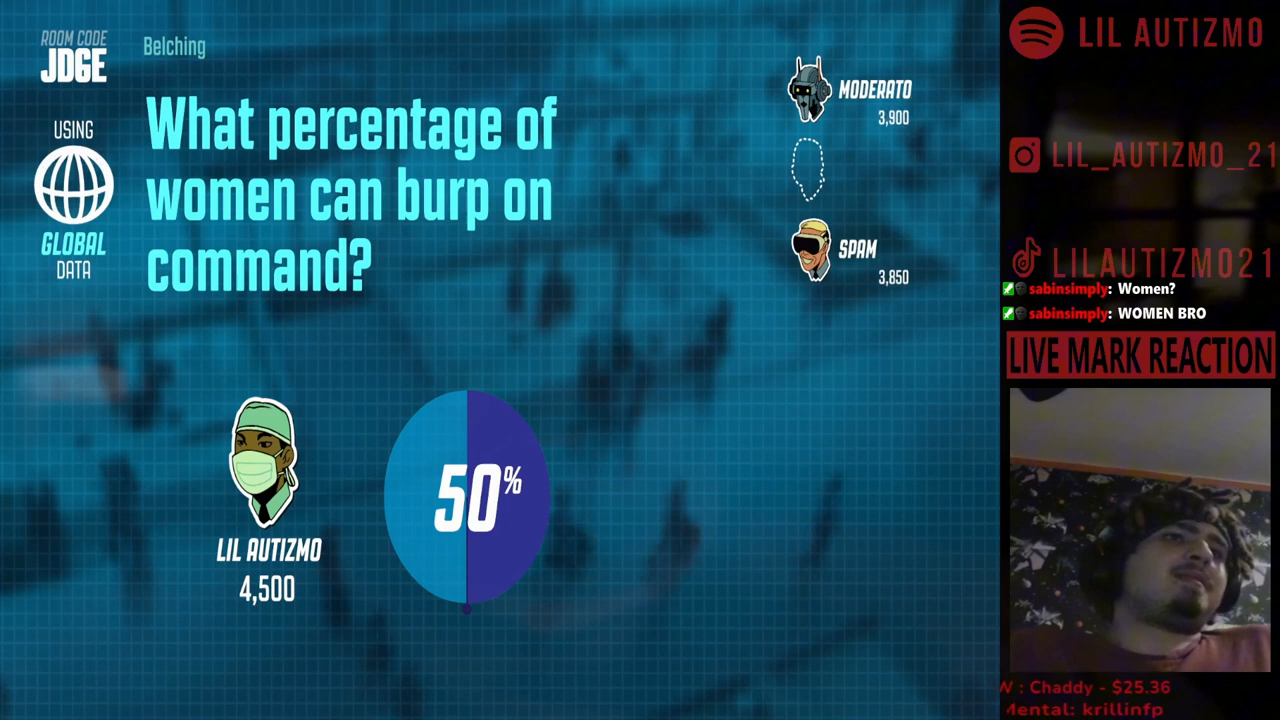 ROOM CODE
JDGE
USING
GLOBAL
DATA
Belching
What percentage of
women can burp on
command?
MODERATO
3,900
SPAM
3,850
LIL AUTIZMO
4,500
50%
LIL AUTIZMO
LIL_AUTIZMO_21
LILAUTIZMO21
sabinsimply: Women?
sabinsimply: WOMEN BRO
LIVE MARK REACTION
: Chaddy - $25.36
Mental: krillinfp